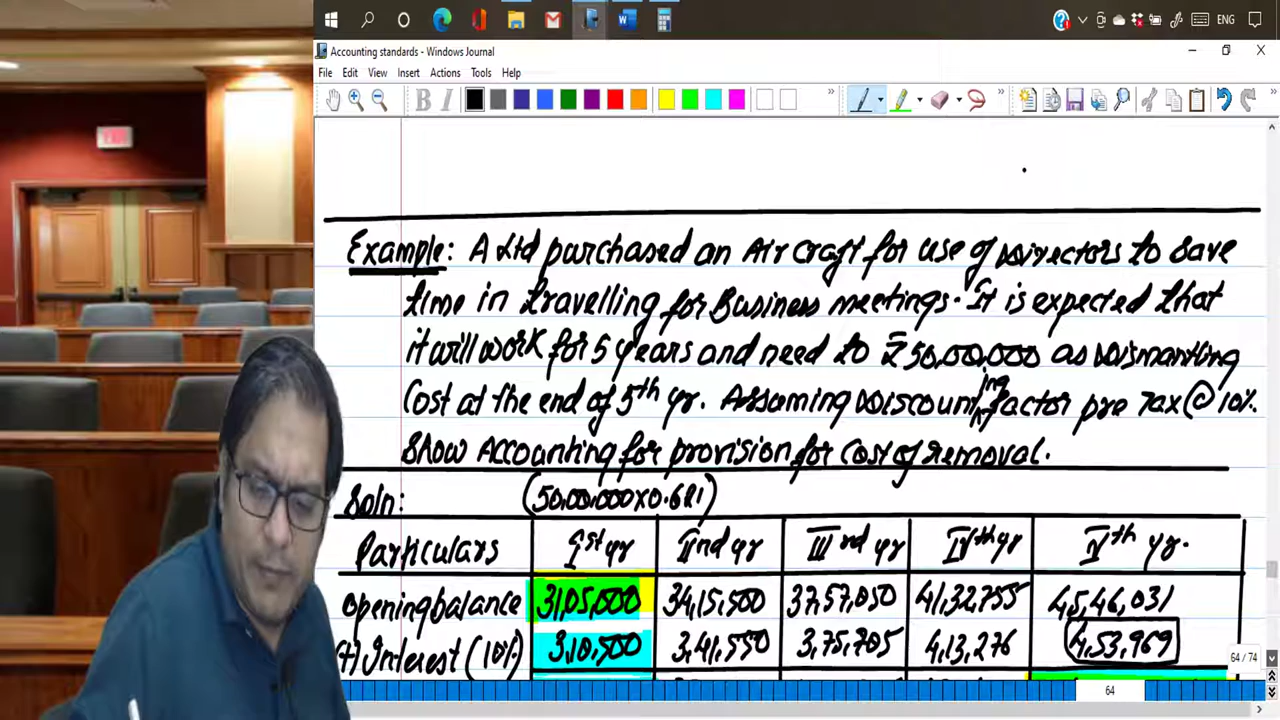 ENG
Accounting standards - Windows Journal
File Edit View Insert Actions Tools Help
B I
Example: A Ltd purchased an Air Craft for use of Directors to save
time in travelling for Business meetings. It is expected that
it will work for 5 years and need to ₹ 50,00,000 as Dismantling
Cost at the end of 5th yr. Assuming Discounting factor pre Tax @ 10%.
Show Accounting for provision for Cost of removal.
Soln: (50,00,000 x 0.621)
Particulars Ist yr IInd yr IIIrd yr IVth yr Vth yr.
Opening balance 31,05,000 34,15,500 37,57,050 41,32,755 45,46,031
(+) Interest (10%) 3,10,500 3,41,550 3,75,705 4,13,276 4,53,969
64 / 74
64